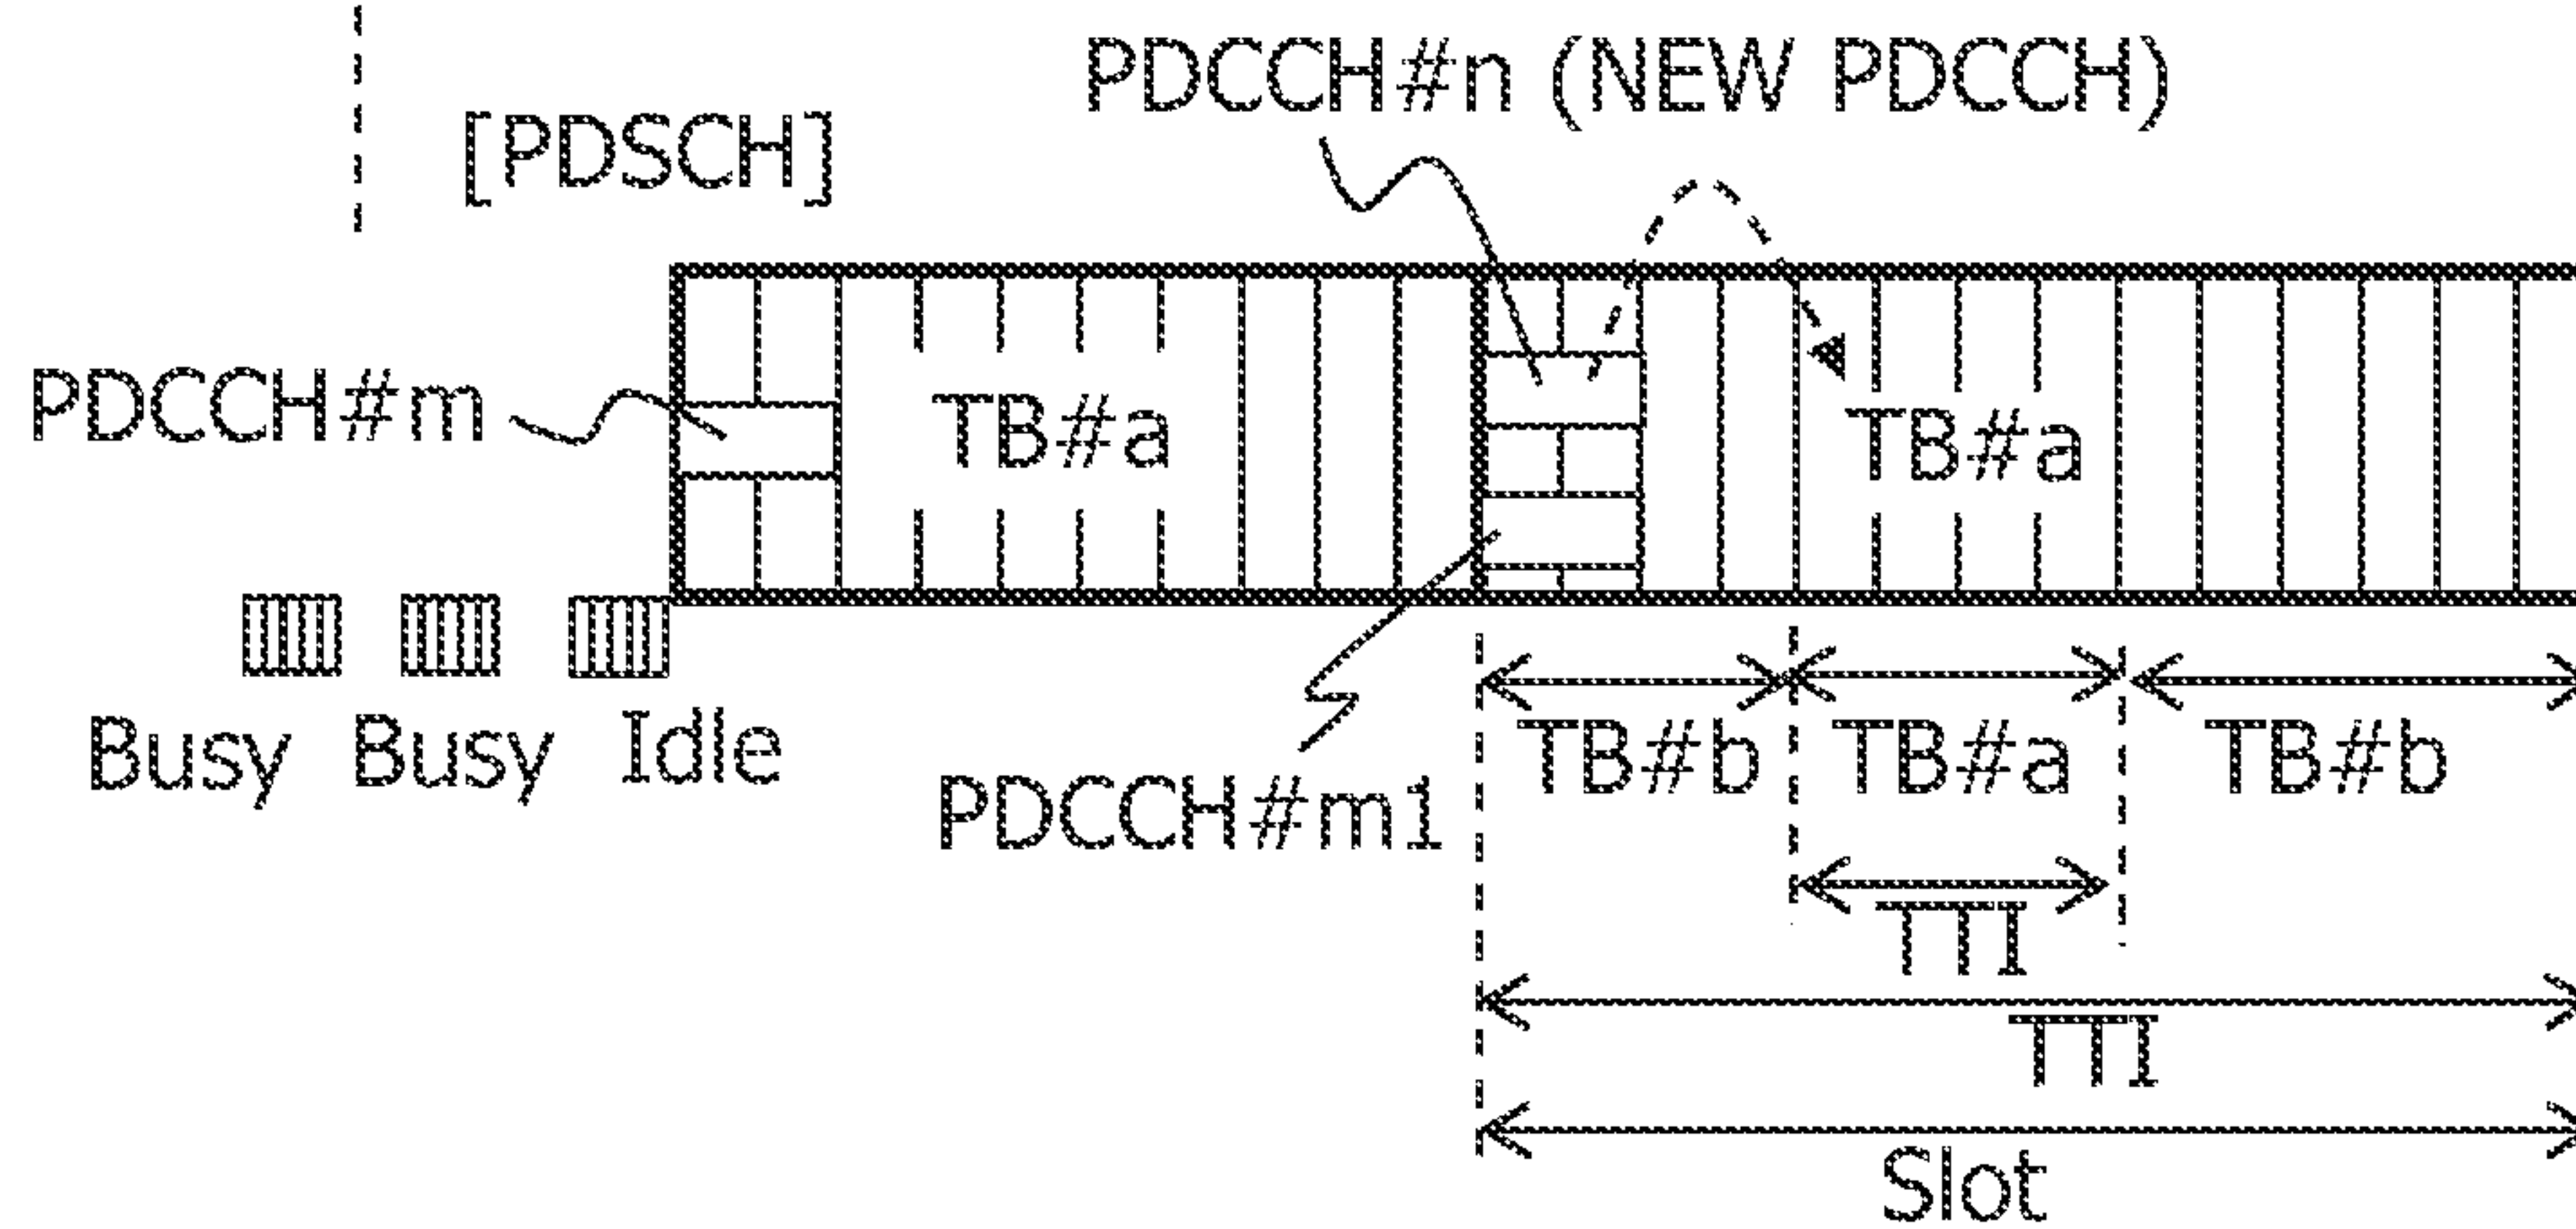 PDCCH#n (NEW PDCCH)
[PDSCH]
PDCCH#m
TB#a
TB#a
Busy Busy Idle
TB#b TB#a TB#b
PDCCH#m1
TTI
TTI
Slot